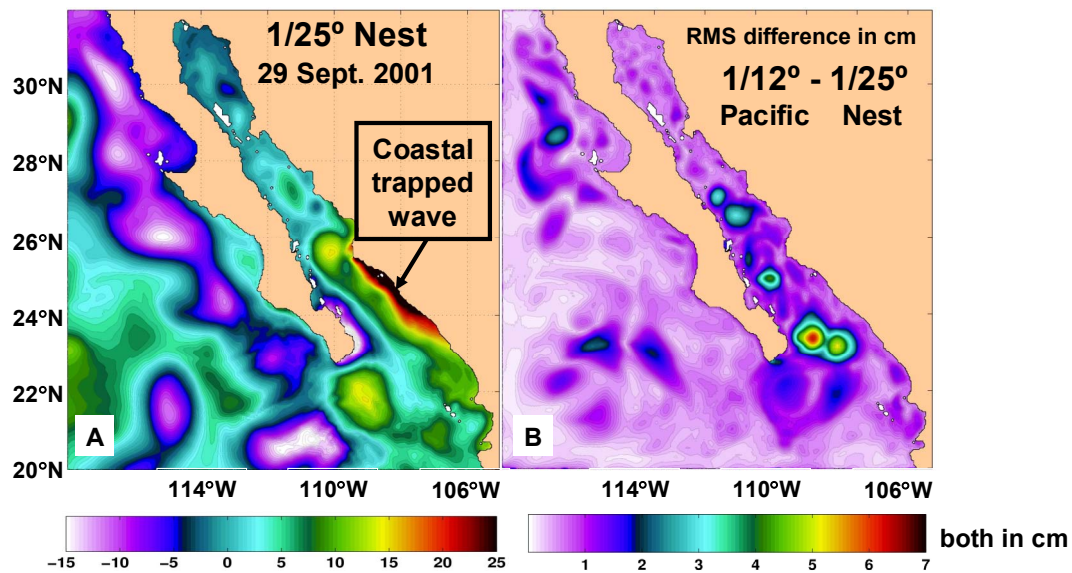 1/25º Nest
29 Sept. 2001
Coastal
trapped
wave
A
30°N
28°N
26°N
24°N
22°N
20°N
114°W 110°W 106°W
−15 −10 −5 0 5 10 15 20 25
RMS difference in cm
1/12º - 1/25º
Pacific Nest
B
114°W 110°W 106°W
1 2 3 4 5 6 7
both in cm